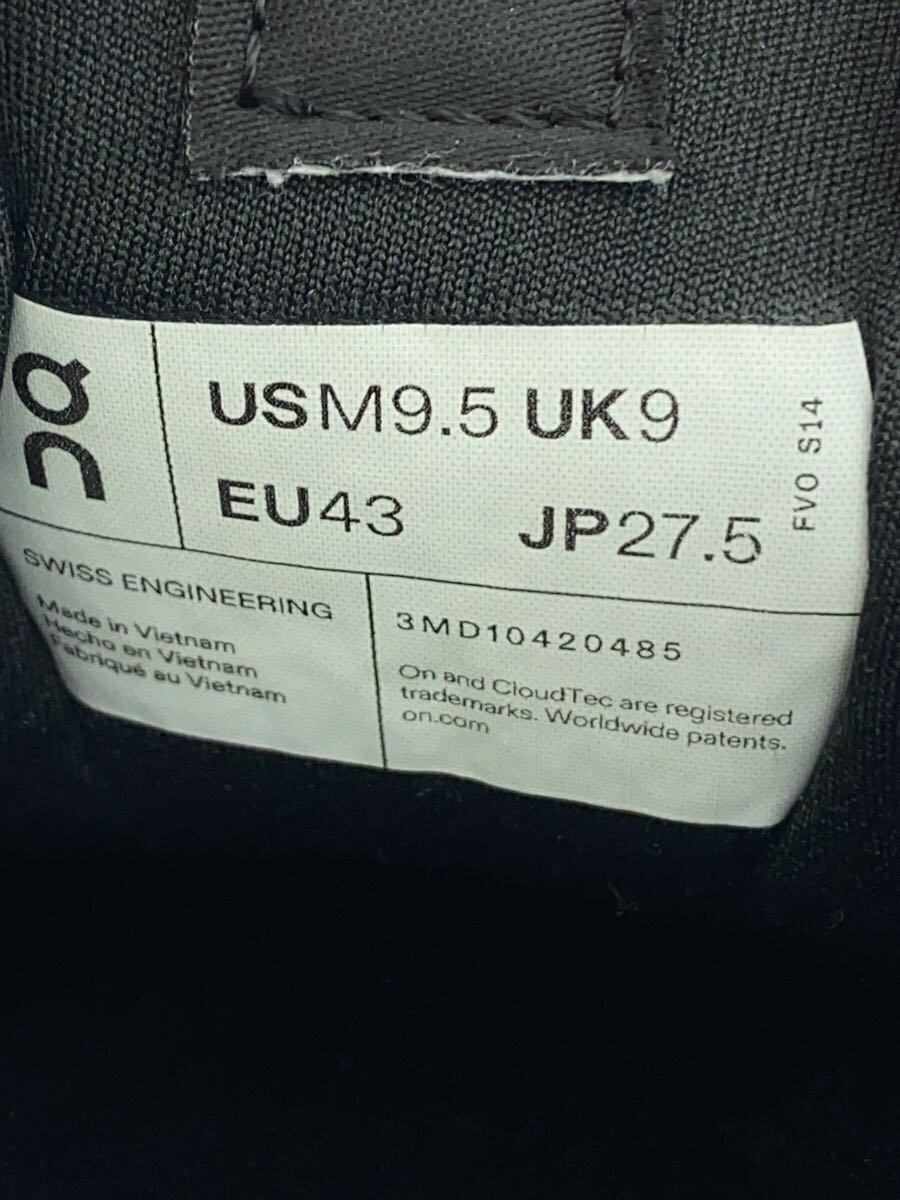 On
USM9.5 UK9
EU43 JP27.5
FVO S14
SWISS ENGINEERING
Made in Vietnam
Hecho en Vietnam
Fabriqué au Vietnam
3MD10420485
On and CloudTec are registered
trademarks. Worldwide patents.
on.com